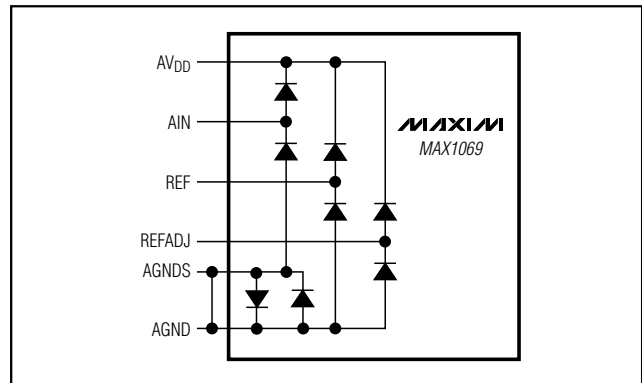 AVDD
AIN
MAXIM
MAX1069
REF
REFADJ
AGNDS
AGND